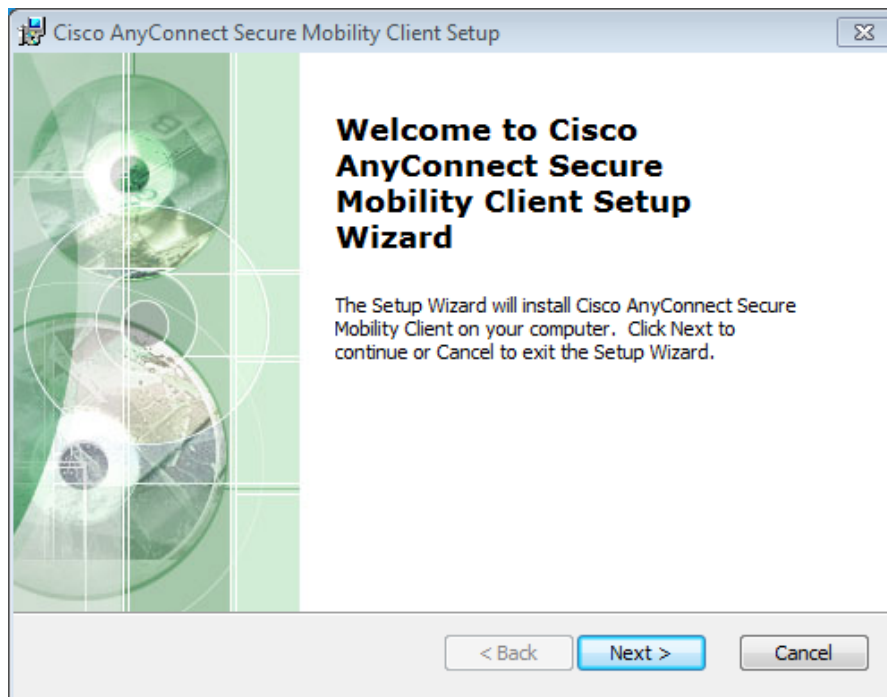 Cisco AnyConnect Secure Mobility Client Setup
Welcome to Cisco
AnyConnect Secure
Mobility Client Setup
Wizard
The Setup Wizard will install Cisco AnyConnect Secure
Mobility Client on your computer.  Click Next to
continue or Cancel to exit the Setup Wizard.
< Back
Next >
Cancel